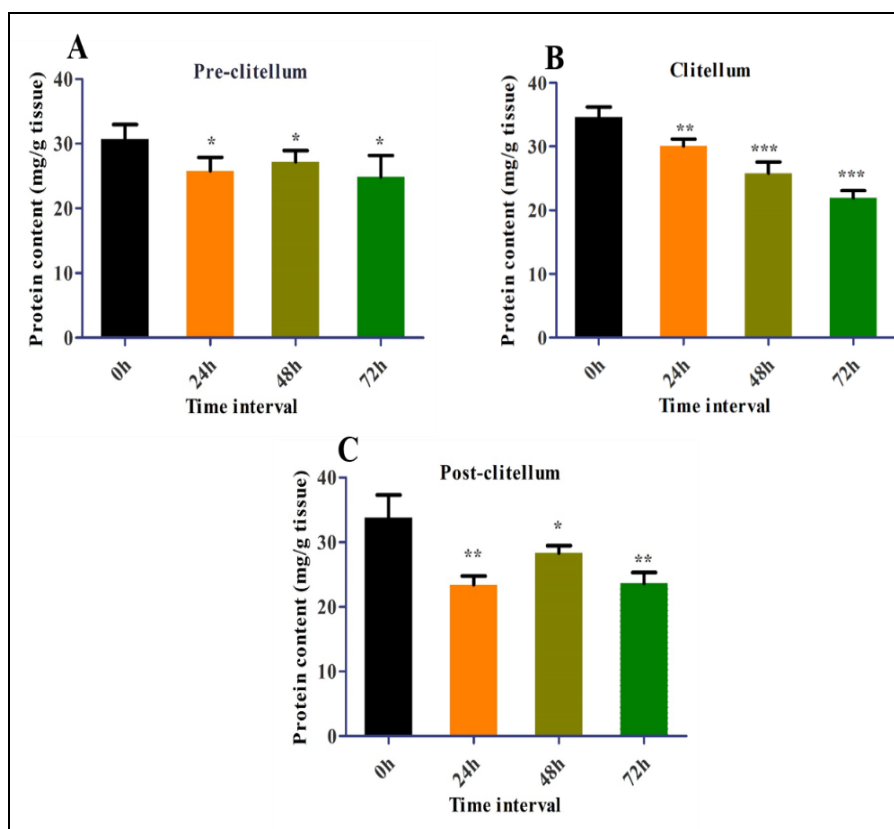 A
Pre-clitellum
Protein content (mg/g tissue)
40
30
20
10
0
* * *
0h 24h 48h 72h
Time interval
B
Clitellum
Protein content (mg/g tissue)
40
30
20
10
0
** *** ***
0h 24h 48h 72h
Time interval
C
Post-clitellum
Protein content (mg/g tissue)
40
30
20
10
0
** * **
0h 24h 48h 72h
Time interval